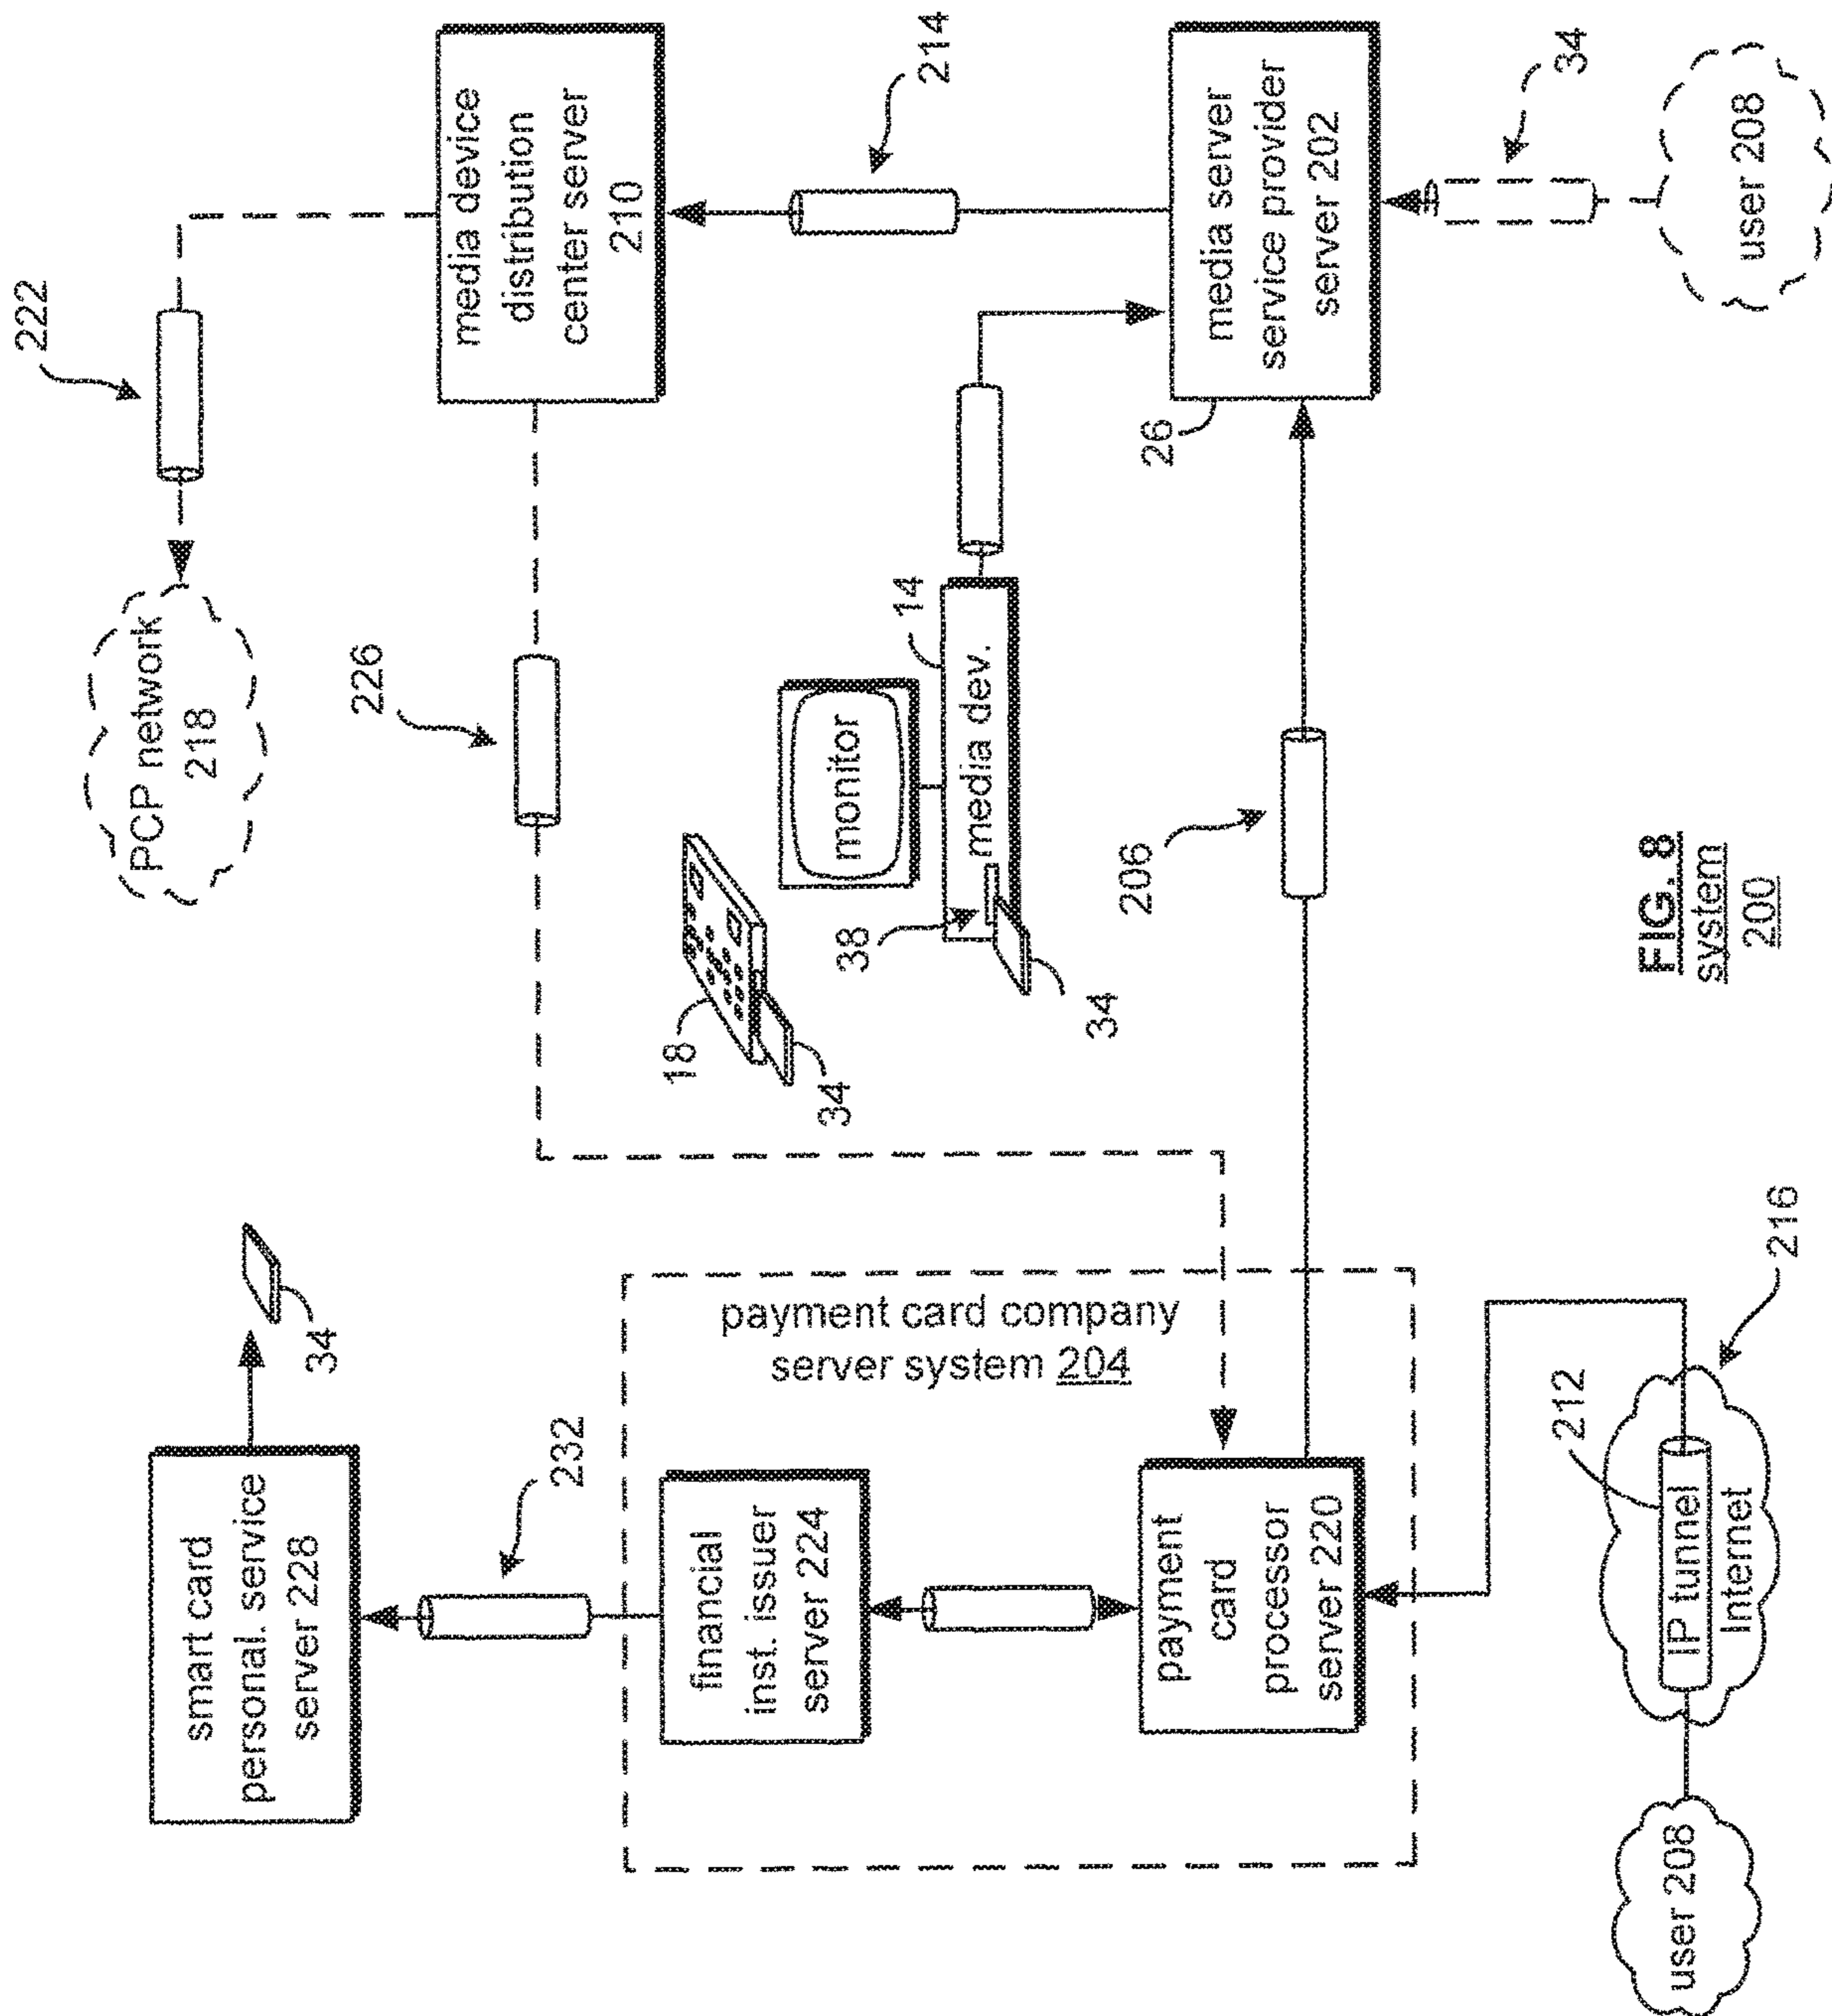 smart card
personal. service
server 228
34
232
payment card company
server system 204
financial
inst. issuer
server 224
payment
card
processor
server 220
user 208
IP tunnel
Internet
212
216
PCP network
218
222
226
18
34
monitor
media dev.
14
38
34
206
media device
distribution
center server
210
214
media server
service provider
server 202
26
34
user 208
FIG. 8
system
200